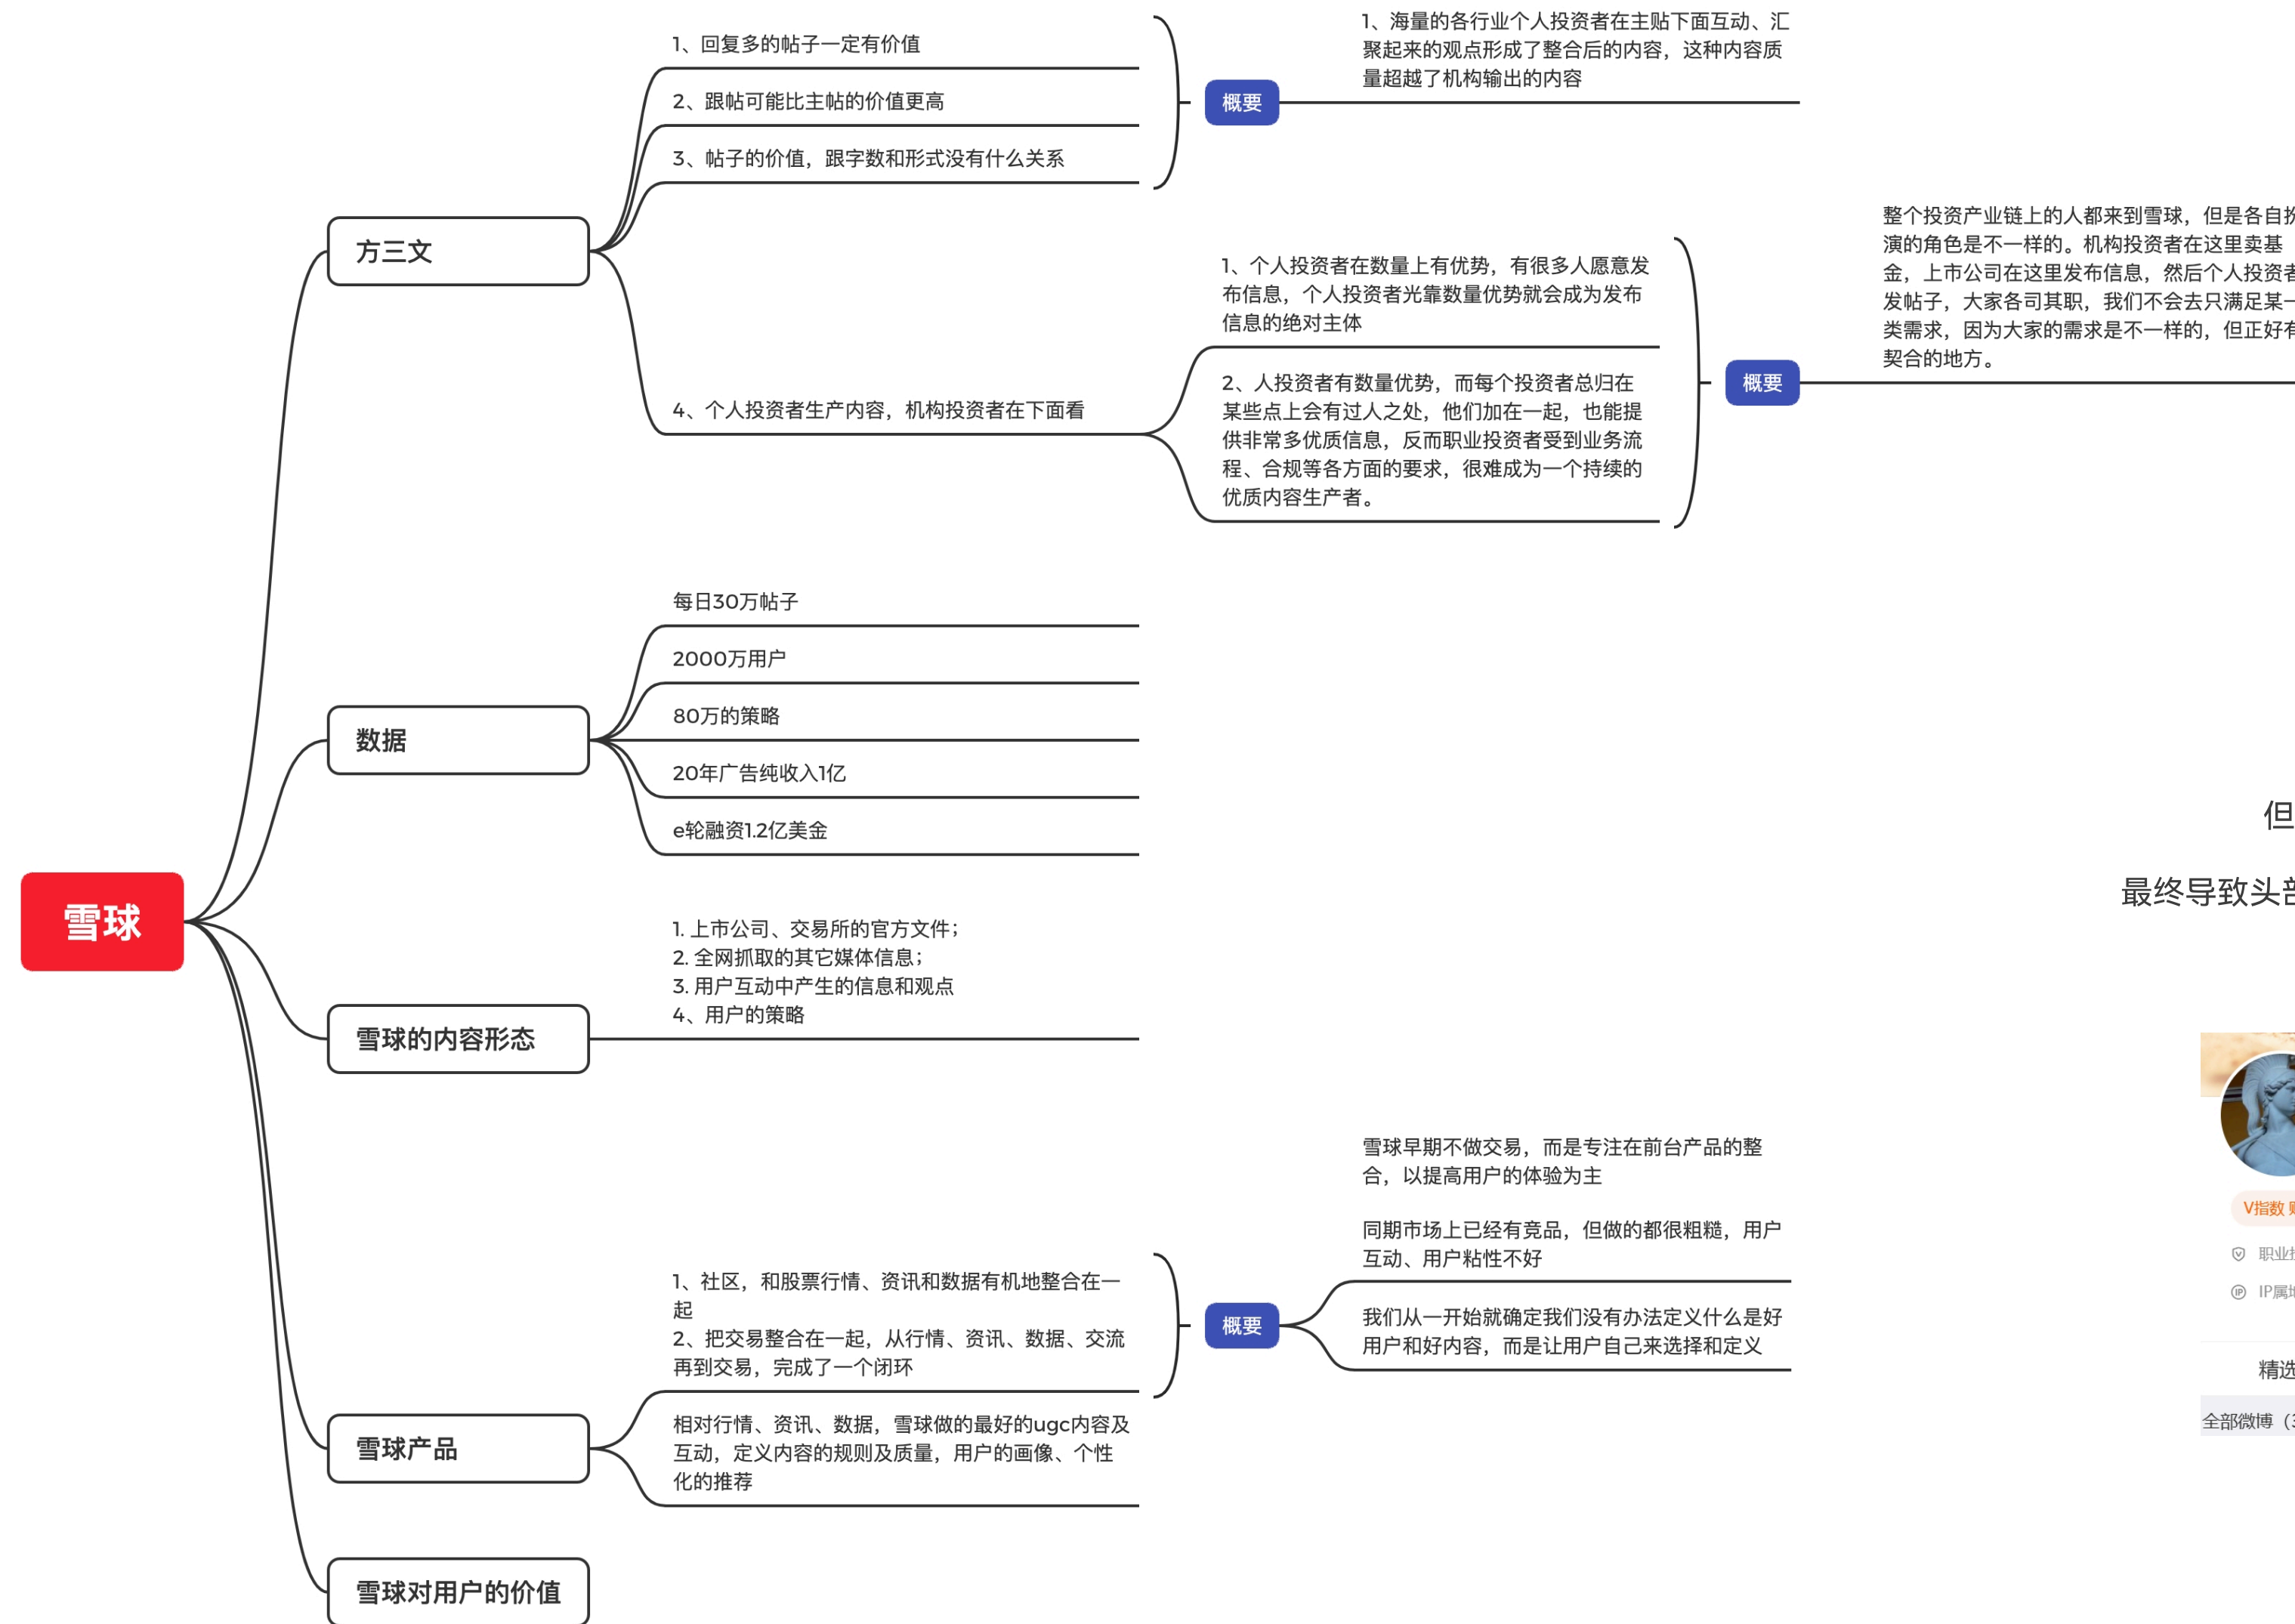 雪球
方三文
1、回复多的帖子一定有价值
2、跟帖可能比主帖的价值更高
3、帖子的价值，跟字数和形式没有什么关系
概要
1、海量的各行业个人投资者在主贴下面互动、汇
聚起来的观点形成了整合后的内容，这种内容质
量超越了机构输出的内容
4、个人投资者生产内容，机构投资者在下面看
1、个人投资者在数量上有优势，有很多人愿意发
布信息，个人投资者光靠数量优势就会成为发布
信息的绝对主体
2、人投资者有数量优势，而每个投资者总归在
某些点上会有过人之处，他们加在一起，也能提
供非常多优质信息，反而职业投资者受到业务流
程、合规等各方面的要求，很难成为一个持续的
优质内容生产者。
概要
整个投资产业链上的人都来到雪球，但是各自扮
演的角色是不一样的。机构投资者在这里卖基
金，上市公司在这里发布信息，然后个人投资者
发帖子，大家各司其职，我们不会去只满足某一
类需求，因为大家的需求是不一样的，但正好有
契合的地方。
数据
每日30万帖子
2000万用户
80万的策略
20年广告纯收入1亿
e轮融资1.2亿美金
雪球的内容形态
1. 上市公司、交易所的官方文件；
2. 全网抓取的其它媒体信息；
3. 用户互动中产生的信息和观点
4、用户的策略
雪球产品
1、社区，和股票行情、资讯和数据有机地整合在一
起
2、把交易整合在一起，从行情、资讯、数据、交流
再到交易，完成了一个闭环
概要
雪球早期不做交易，而是专注在前台产品的整
合，以提高用户的体验为主
同期市场上已经有竞品，但做的都很粗糙，用户
互动、用户粘性不好
我们从一开始就确定我们没有办法定义什么是好
用户和好内容，而是让用户自己来选择和定义
相对行情、资讯、数据，雪球做的最好的ugc内容及
互动，定义内容的规则及质量，用户的画像、个性
化的推荐
雪球对用户的价值
但
最终导致头
V指数
职业
IP属
精选
全部微博（3